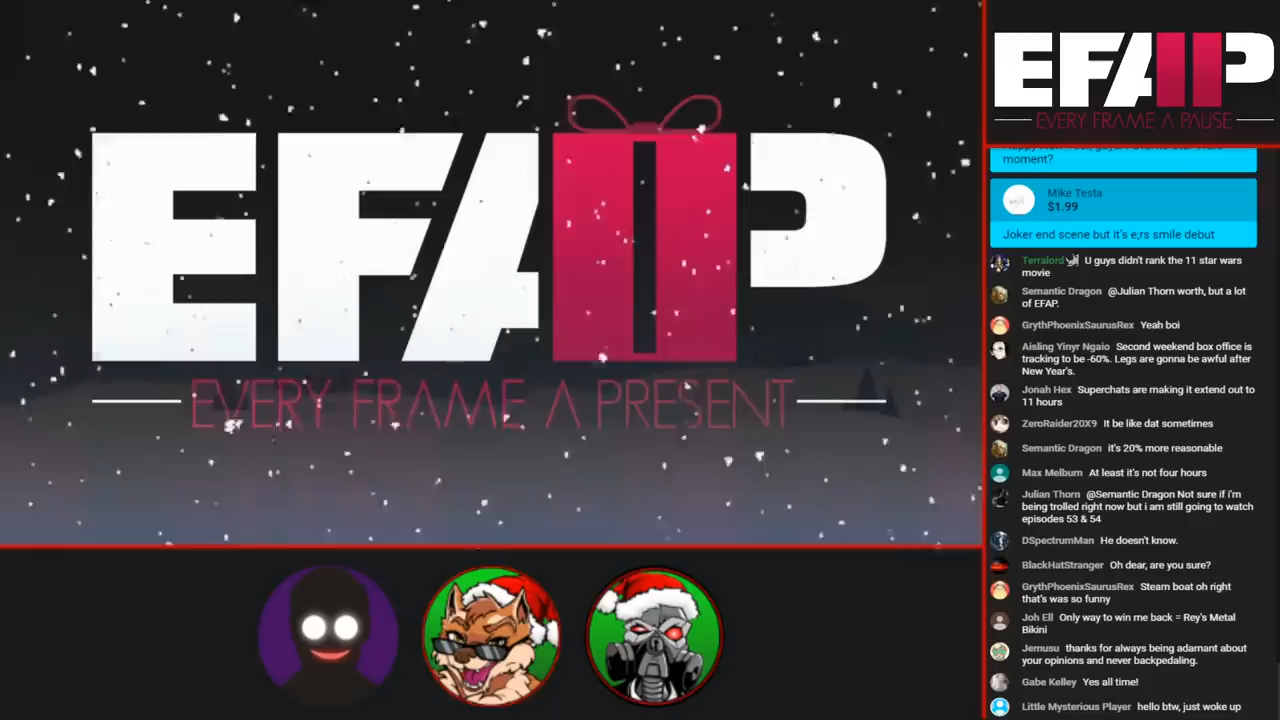 EFAP
EVERY FRAME A PRESENT
EFAP
EVERY FRAME A PAUSE
moment?
Mike Testa
$1.99
Joker end scene but it's e;rs smile debut
Terralord U guys didn't rank the 11 star wars
movie
Semantic Dragon @Julian Thorn worth, but a lot
of EFAP.
GrythPhoenixSaurusRex Yeah boi
Aisling Yinyr Ngaio Second weekend box office is
tracking to be -60%. Legs are gonna be awful after
New Year's.
Jonah Hex Superchats are making it extend out to
11 hours
ZeroRaider20X9 It be like dat sometimes
Semantic Dragon it's 20% more reasonable
Max Melburn At least it's not four hours
Julian Thorn @Semantic Dragon Not sure if i'm
being trolled right now but i am still going to watch
episodes 53 & 54
DSpectrumMan He doesn't know.
BlackHatStranger Oh dear, are you sure?
GrythPhoenixSaurusRex Steam boat oh right
that's was so funny
Joh Ell Only way to win me back = Rey's Metal
Bikini
Jemusu thanks for always being adamant about
your opinions and never backpedaling.
Gabe Kelley Yes all time!
Little Mysterious Player hello btw, just woke up